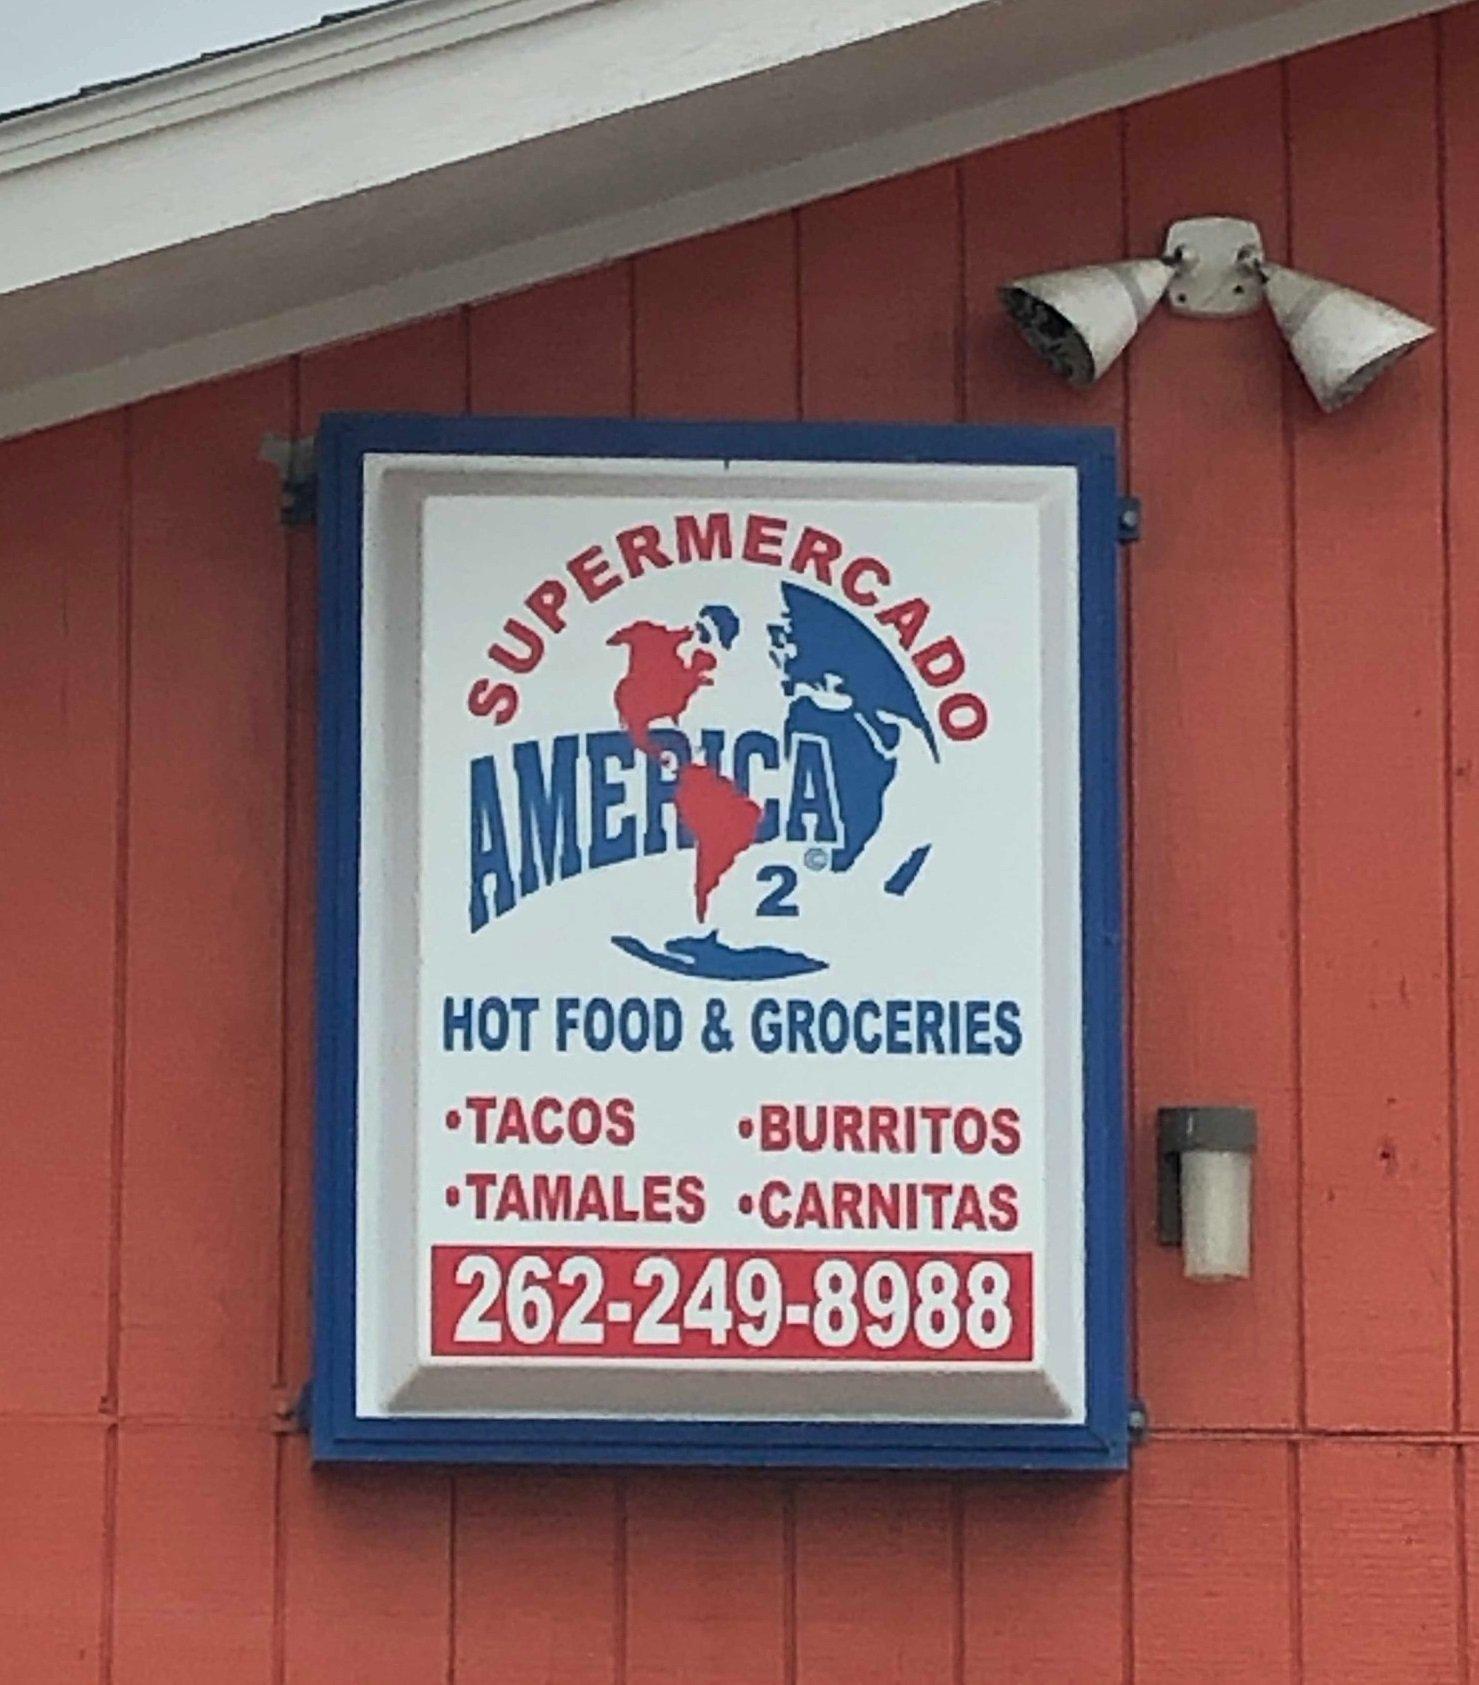 SUPERMERCADO
AMERICA
©
2
HOT FOOD & GROCERIES
•TACOS •BURRITOS
•TAMALES •CARNITAS
262-249-8988